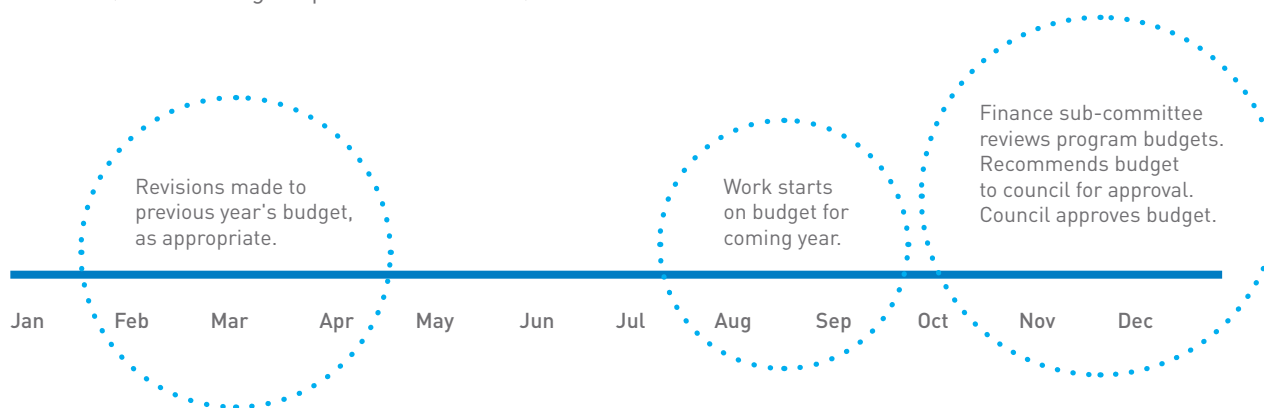 Revisions made to
previous year's budget,
as appropriate.
Work starts
on budget for
coming year.
Finance sub-committee
reviews program budgets.
Recommends budget
to council for approval.
Council approves budget.
Jan Feb Mar Apr May Jun Jul Aug Sep Oct Nov Dec